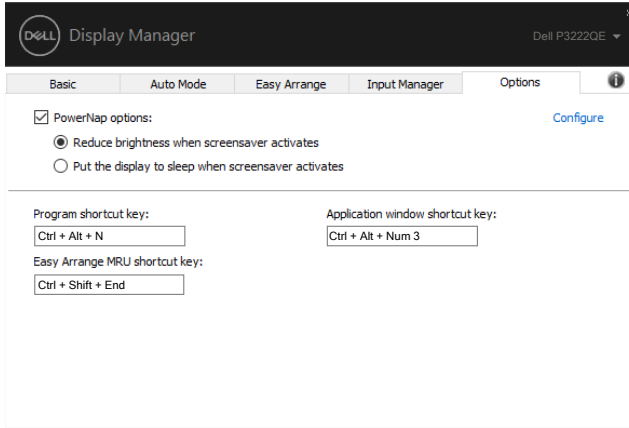 DELL Display Manager
Dell P3222QE
Basic Auto Mode Easy Arrange Input Manager Options
PowerNap options: Configure
Reduce brightness when screensaver activates
Put the display to sleep when screensaver activates
Program shortcut key: Application window shortcut key:
Ctrl + Alt + N Ctrl + Alt + Num 3
Easy Arrange MRU shortcut key:
Ctrl + Shift + End